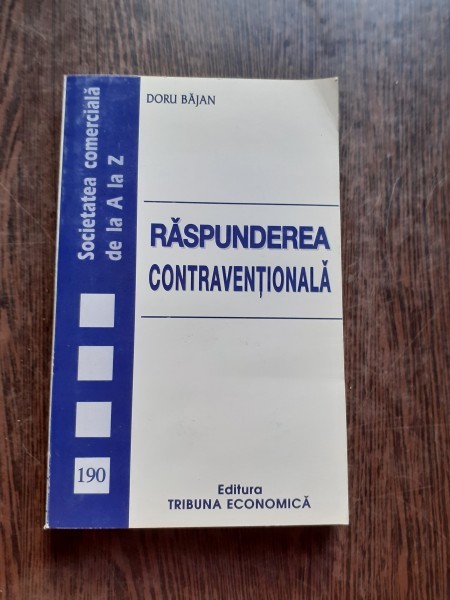 DORU BĂJAN
Societatea comercială
de la A la Z
RĂSPUNDEREA
CONTRAVENȚIONALĂ
190
Editura
TRIBUNA ECONOMICĂ